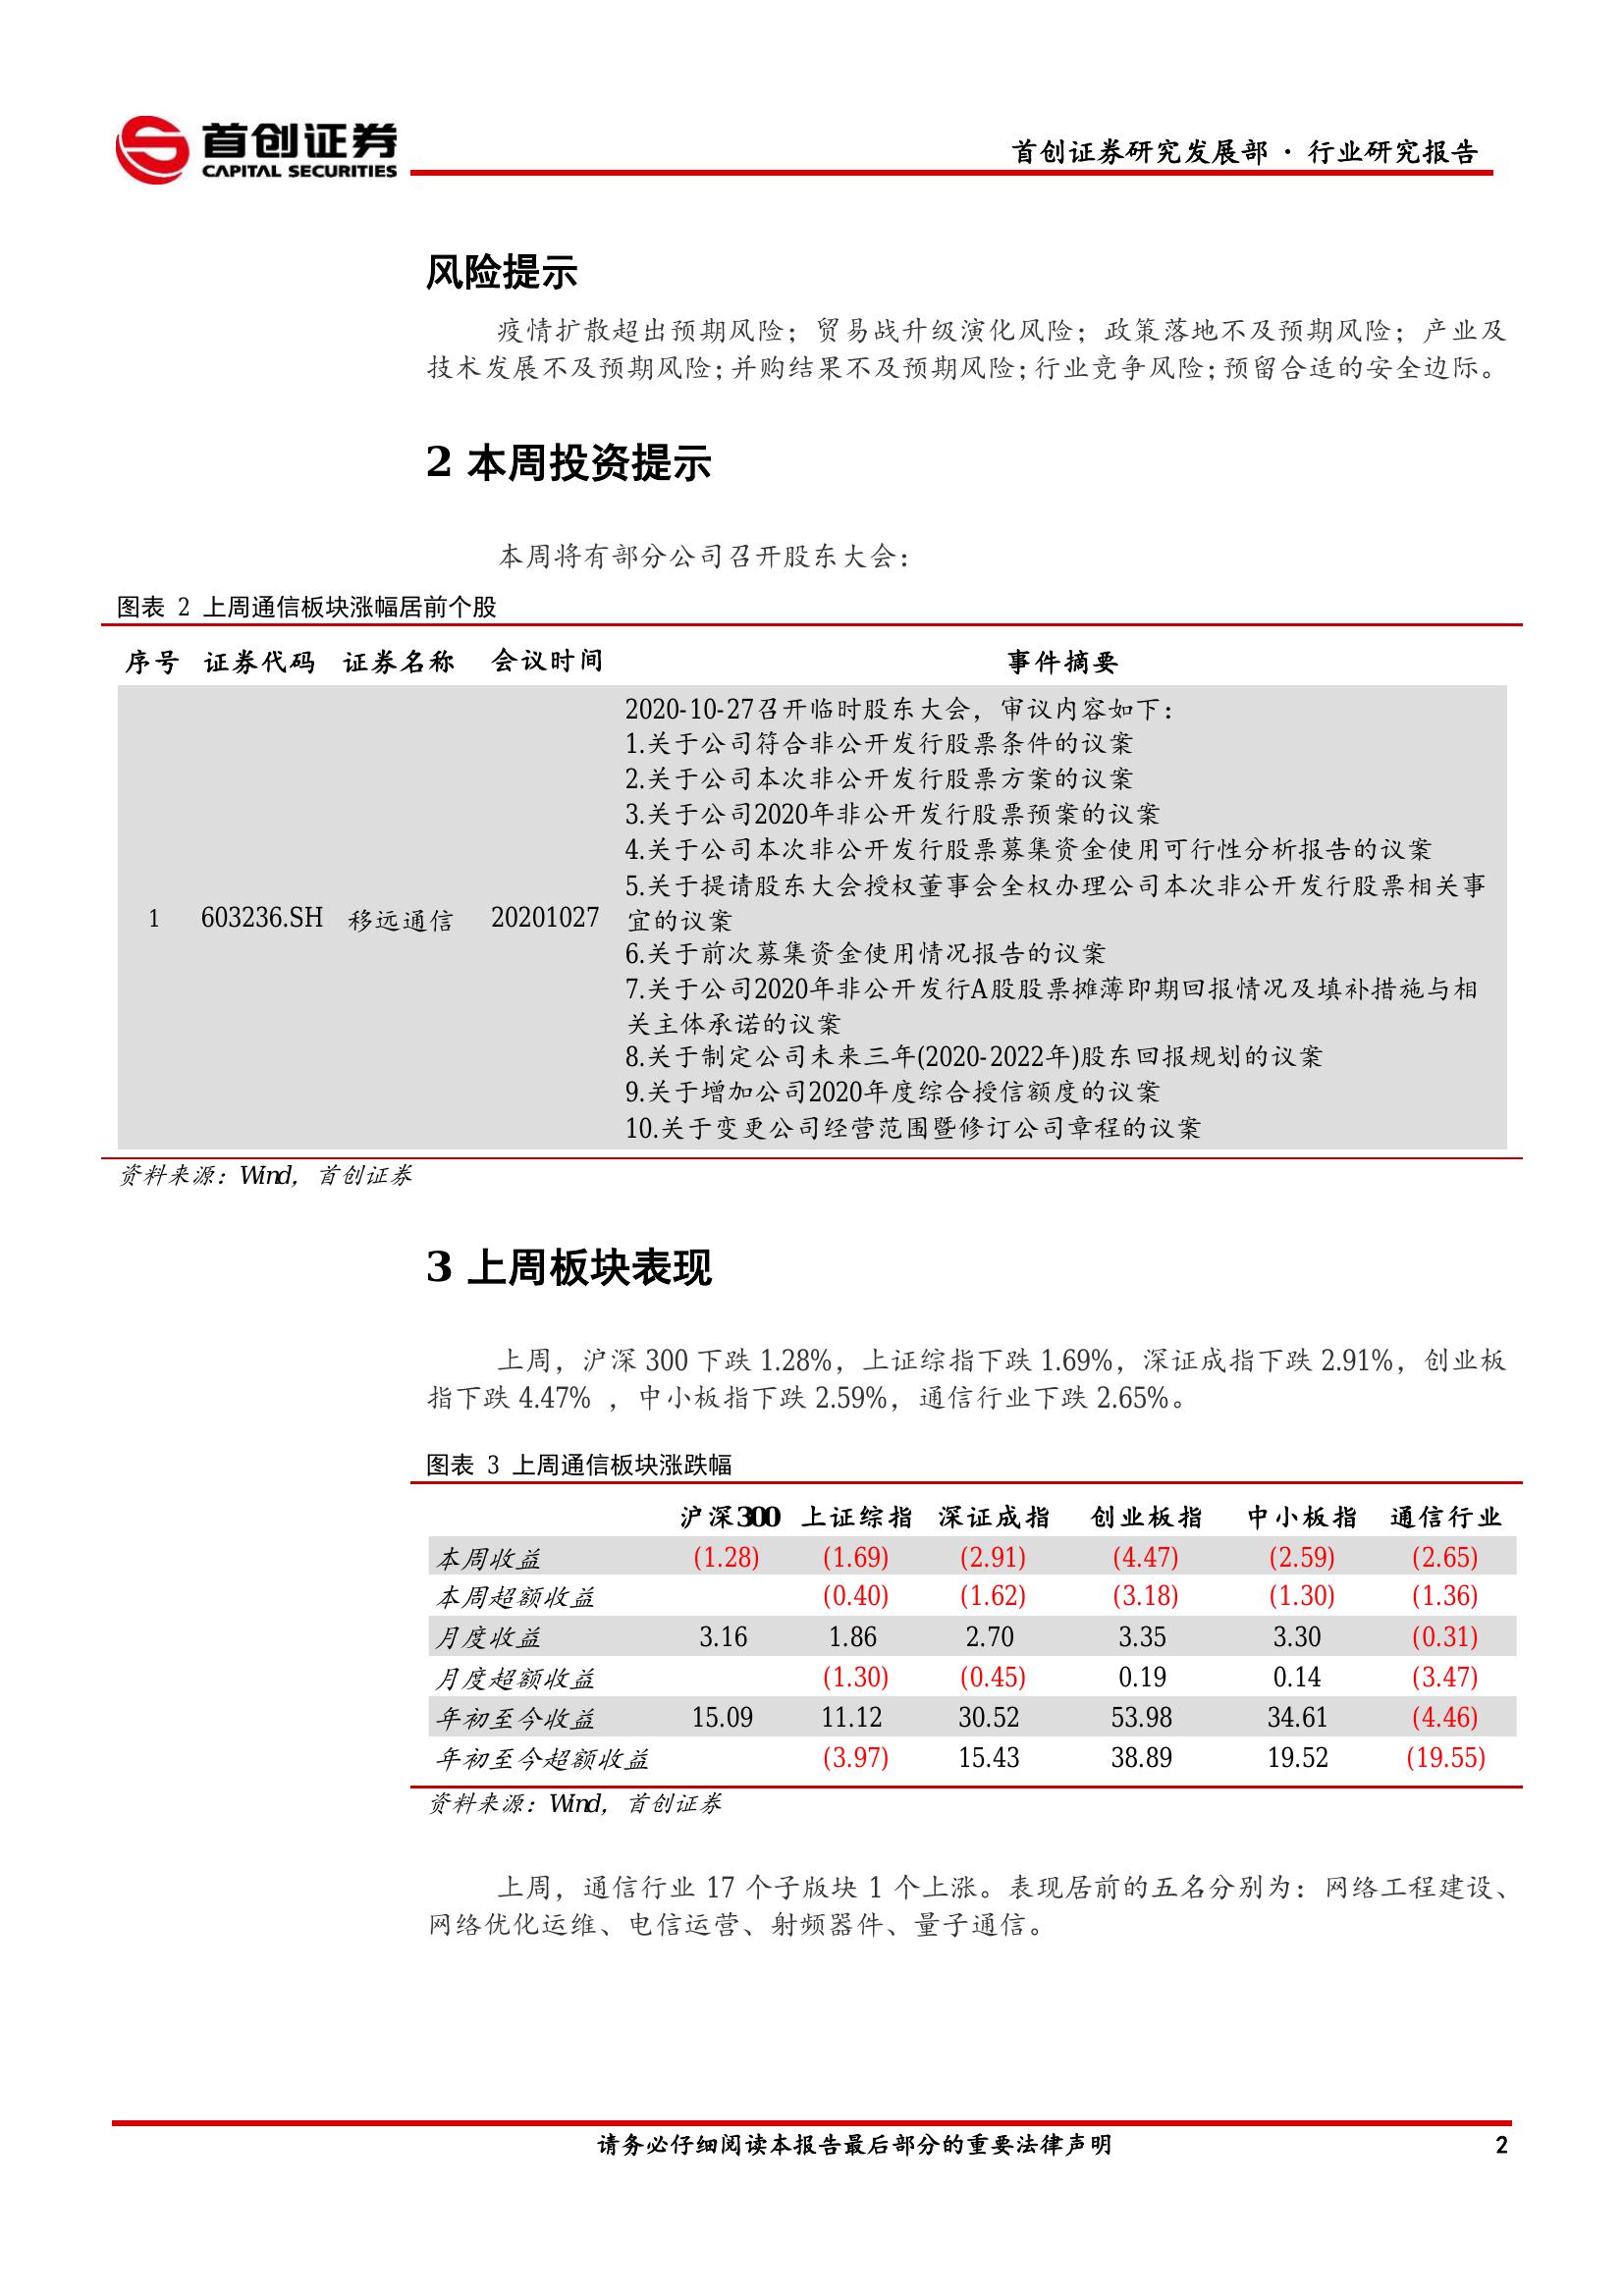 首创证券
CAPITAL SECURITIES
首创证券研究发展部 · 行业研究报告
风险提示
疫情扩散超出预期风险；贸易战升级演化风险；政策落地不及预期风险；产业及
技术发展不及预期风险；并购结果不及预期风险；行业竞争风险；预留合适的安全边际。
2 本周投资提示
本周将有部分公司召开股东大会：
图表 2 上周通信板块涨幅居前个股
序号 证券代码 证券名称 会议时间 事件摘要
2020-10-27召开临时股东大会，审议内容如下：
1.关于公司符合非公开发行股票条件的议案
2.关于公司本次非公开发行股票方案的议案
3.关于公司2020年非公开发行股票预案的议案
4.关于公司本次非公开发行股票募集资金使用可行性分析报告的议案
5.关于提请股东大会授权董事会全权办理公司本次非公开发行股票相关事
1 603236.SH 移远通信 20201027 宜的议案
6.关于前次募集资金使用情况报告的议案
7.关于公司2020年非公开发行A股股票摊薄即期回报情况及填补措施与相
关主体承诺的议案
8.关于制定公司未来三年(2020-2022年)股东回报规划的议案
9.关于增加公司2020年度综合授信额度的议案
10.关于变更公司经营范围暨修订公司章程的议案
资料来源：Wind，首创证券
3 上周板块表现
上周，沪深 300 下跌 1.28%，上证综指下跌 1.69%，深证成指下跌 2.91%，创业板
指下跌 4.47% ，中小板指下跌 2.59%，通信行业下跌 2.65%。
图表 3 上周通信板块涨跌幅
沪深300 上证综指 深证成指 创业板指 中小板指 通信行业
本周收益 (1.28) (1.69) (2.91) (4.47) (2.59) (2.65)
本周超额收益 (0.40) (1.62) (3.18) (1.30) (1.36)
月度收益 3.16 1.86 2.70 3.35 3.30 (0.31)
月度超额收益 (1.30) (0.45) 0.19 0.14 (3.47)
年初至今收益 15.09 11.12 30.52 53.98 34.61 (4.46)
年初至今超额收益 (3.97) 15.43 38.89 19.52 (19.55)
资料来源：Wind，首创证券
上周，通信行业 17 个子版块 1 个上涨。表现居前的五名分别为：网络工程建设、
网络优化运维、电信运营、射频器件、量子通信。
请务必仔细阅读本报告最后部分的重要法律声明 2